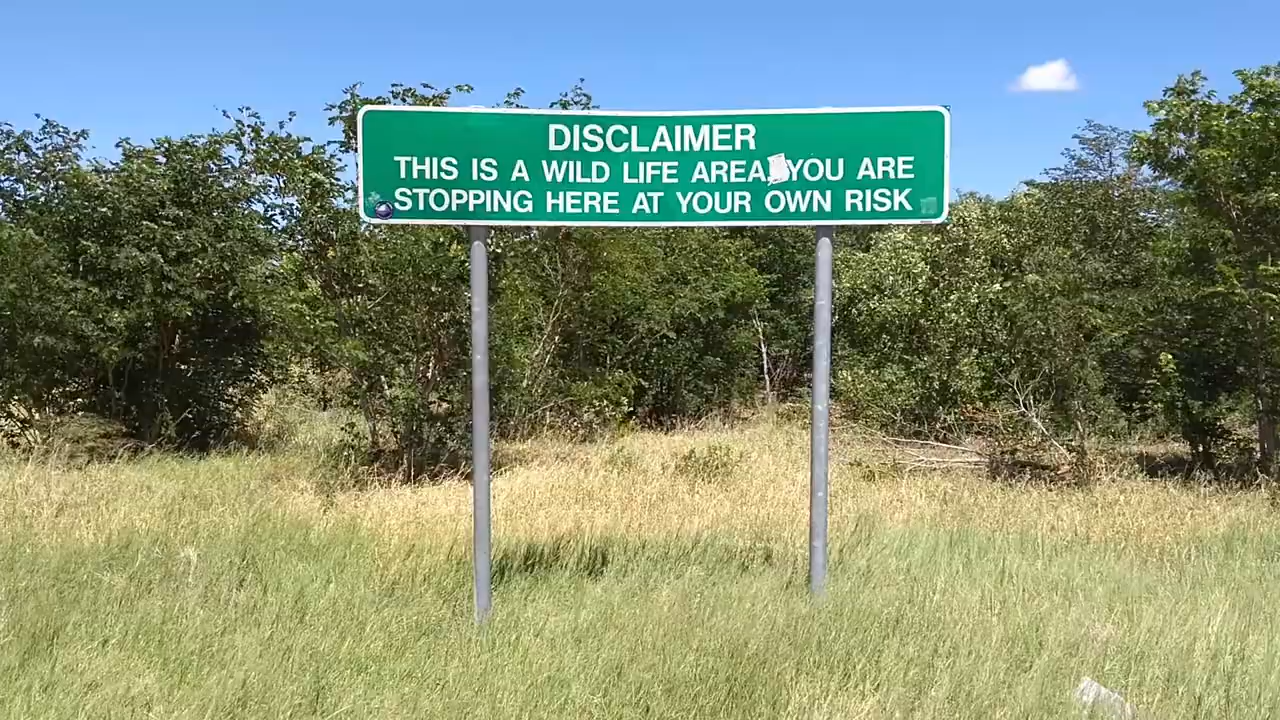 DISCLAIMER
THIS IS A WILD LIFE AREA, YOU ARE
STOPPING HERE AT YOUR OWN RISK